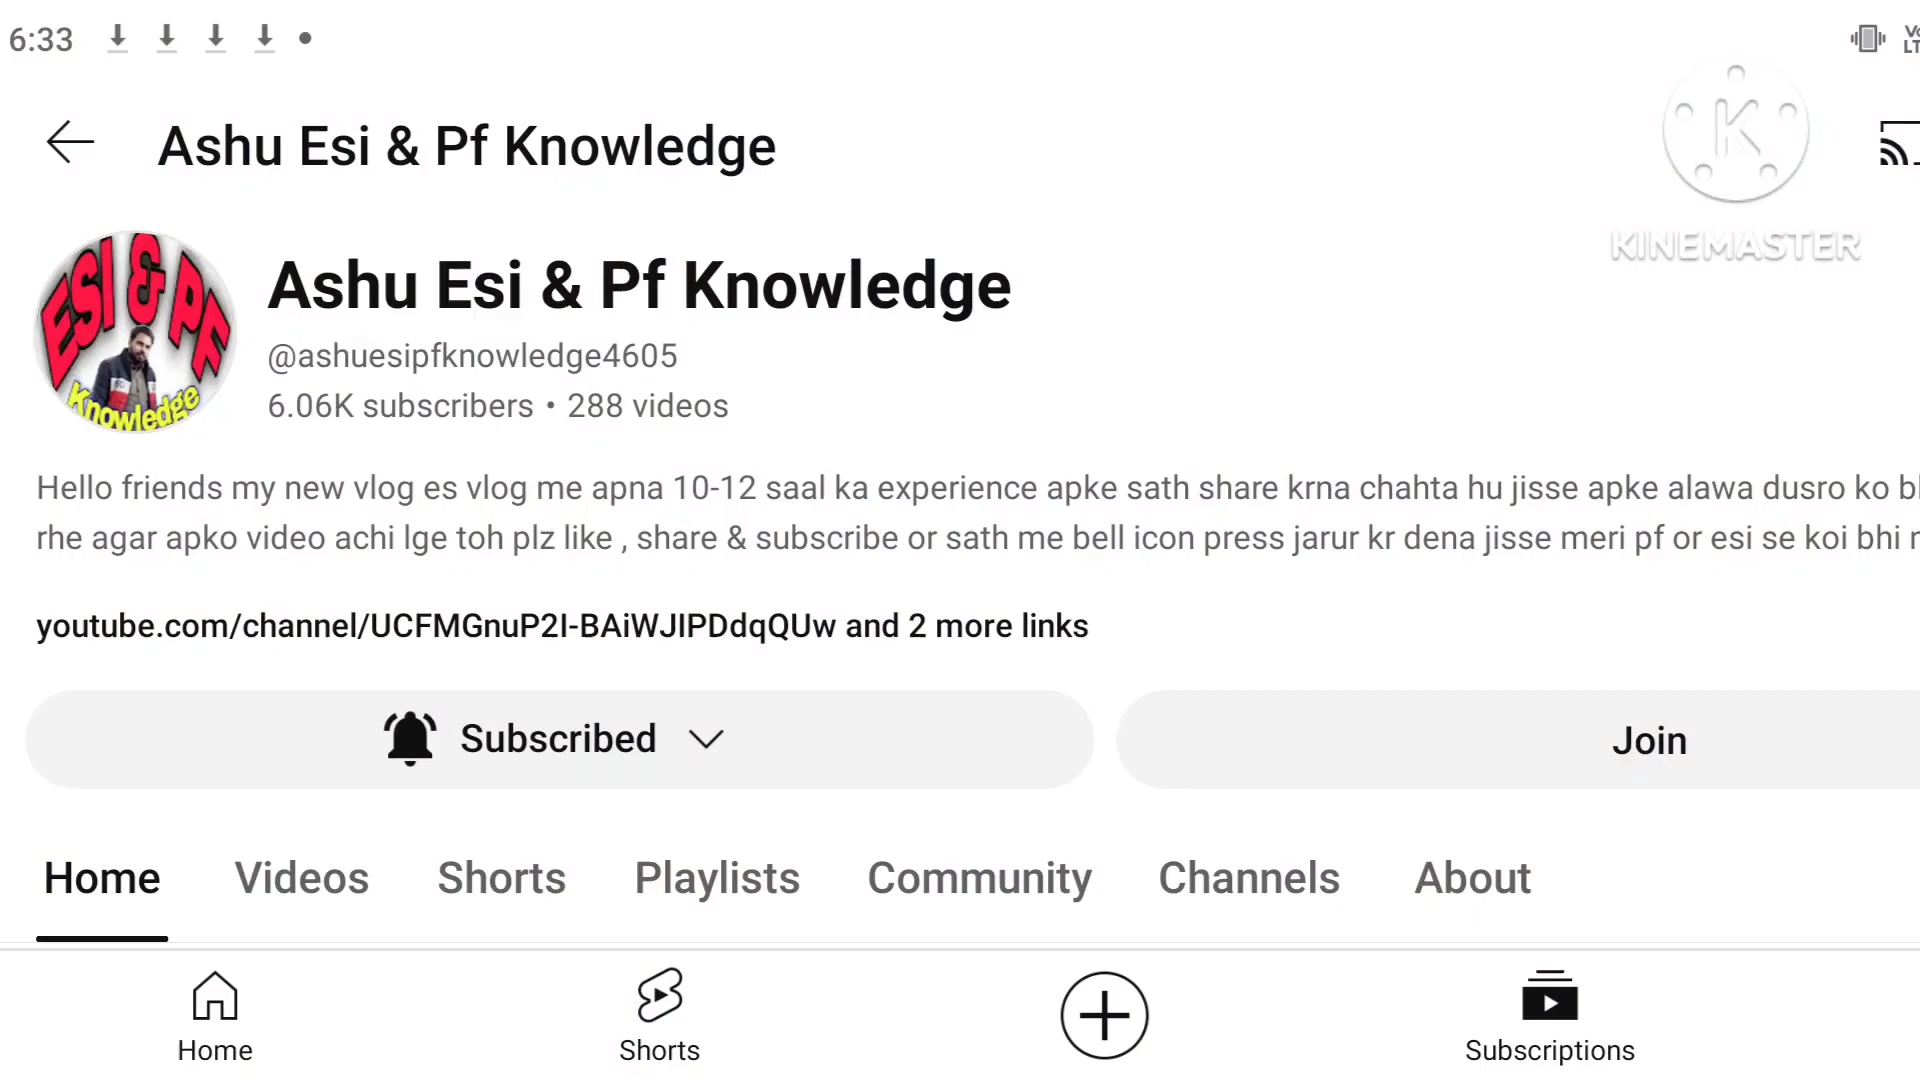 6:33
Ashu Esi & Pf Knowledge
K
KINEMASTER
ESI & PF
Knowledge
Ashu Esi & Pf Knowledge
@ashuesipfknowledge4605
6.06K subscribers • 288 videos
Hello friends my new vlog es vlog me apna 10-12 saal ka experience apke sath share krna chahta hu jisse apke alawa dusro ko
rhe agar apko video achi lge toh plz like , share & subscribe or sath me bell icon press jarur kr dena jisse meri pf or esi se koi bhi
youtube.com/channel/UCFMGnuP2I-BAiWJIPDdqQUw and 2 more links
Subscribed
Join
Home Videos Shorts Playlists Community Channels About
Home Shorts Subscriptions